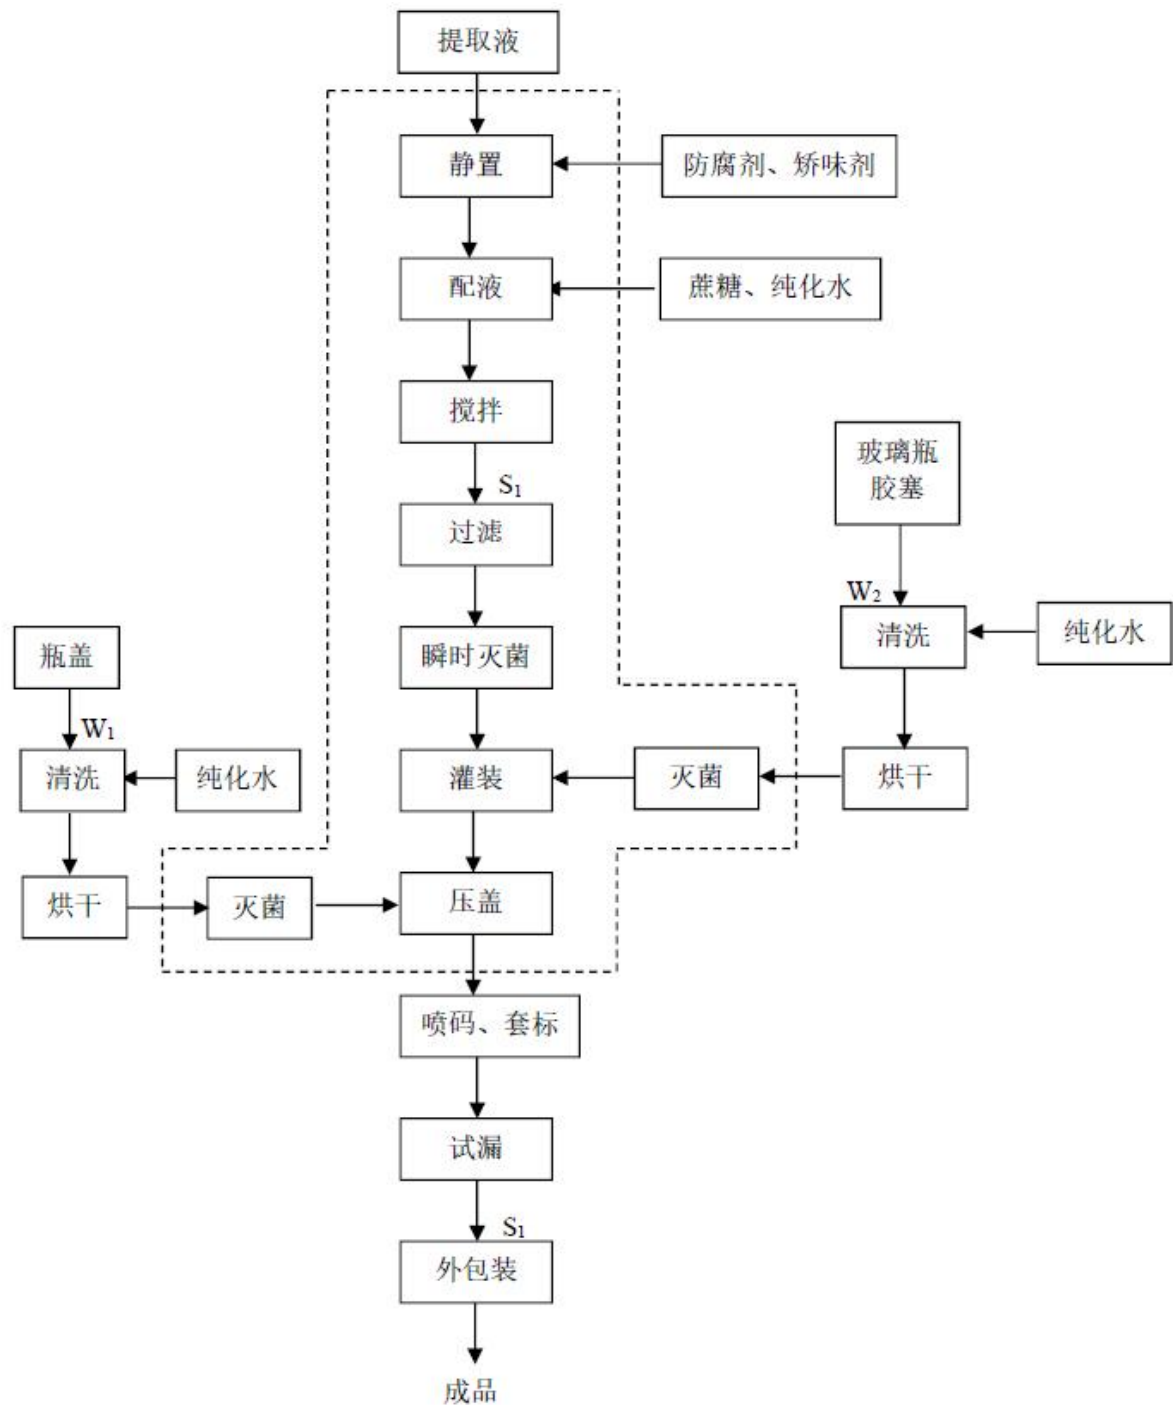 提取液
静置
防腐剂、矫味剂
配液
蔗糖、纯化水
搅拌
S₁
过滤
玻璃瓶
胶塞
W₂
清洗
纯化水
瓶盖
瞬时灭菌
W₁
清洗
纯化水
灌装
灭菌
烘干
烘干
灭菌
压盖
喷码、套标
试漏
S₁
外包装
成品